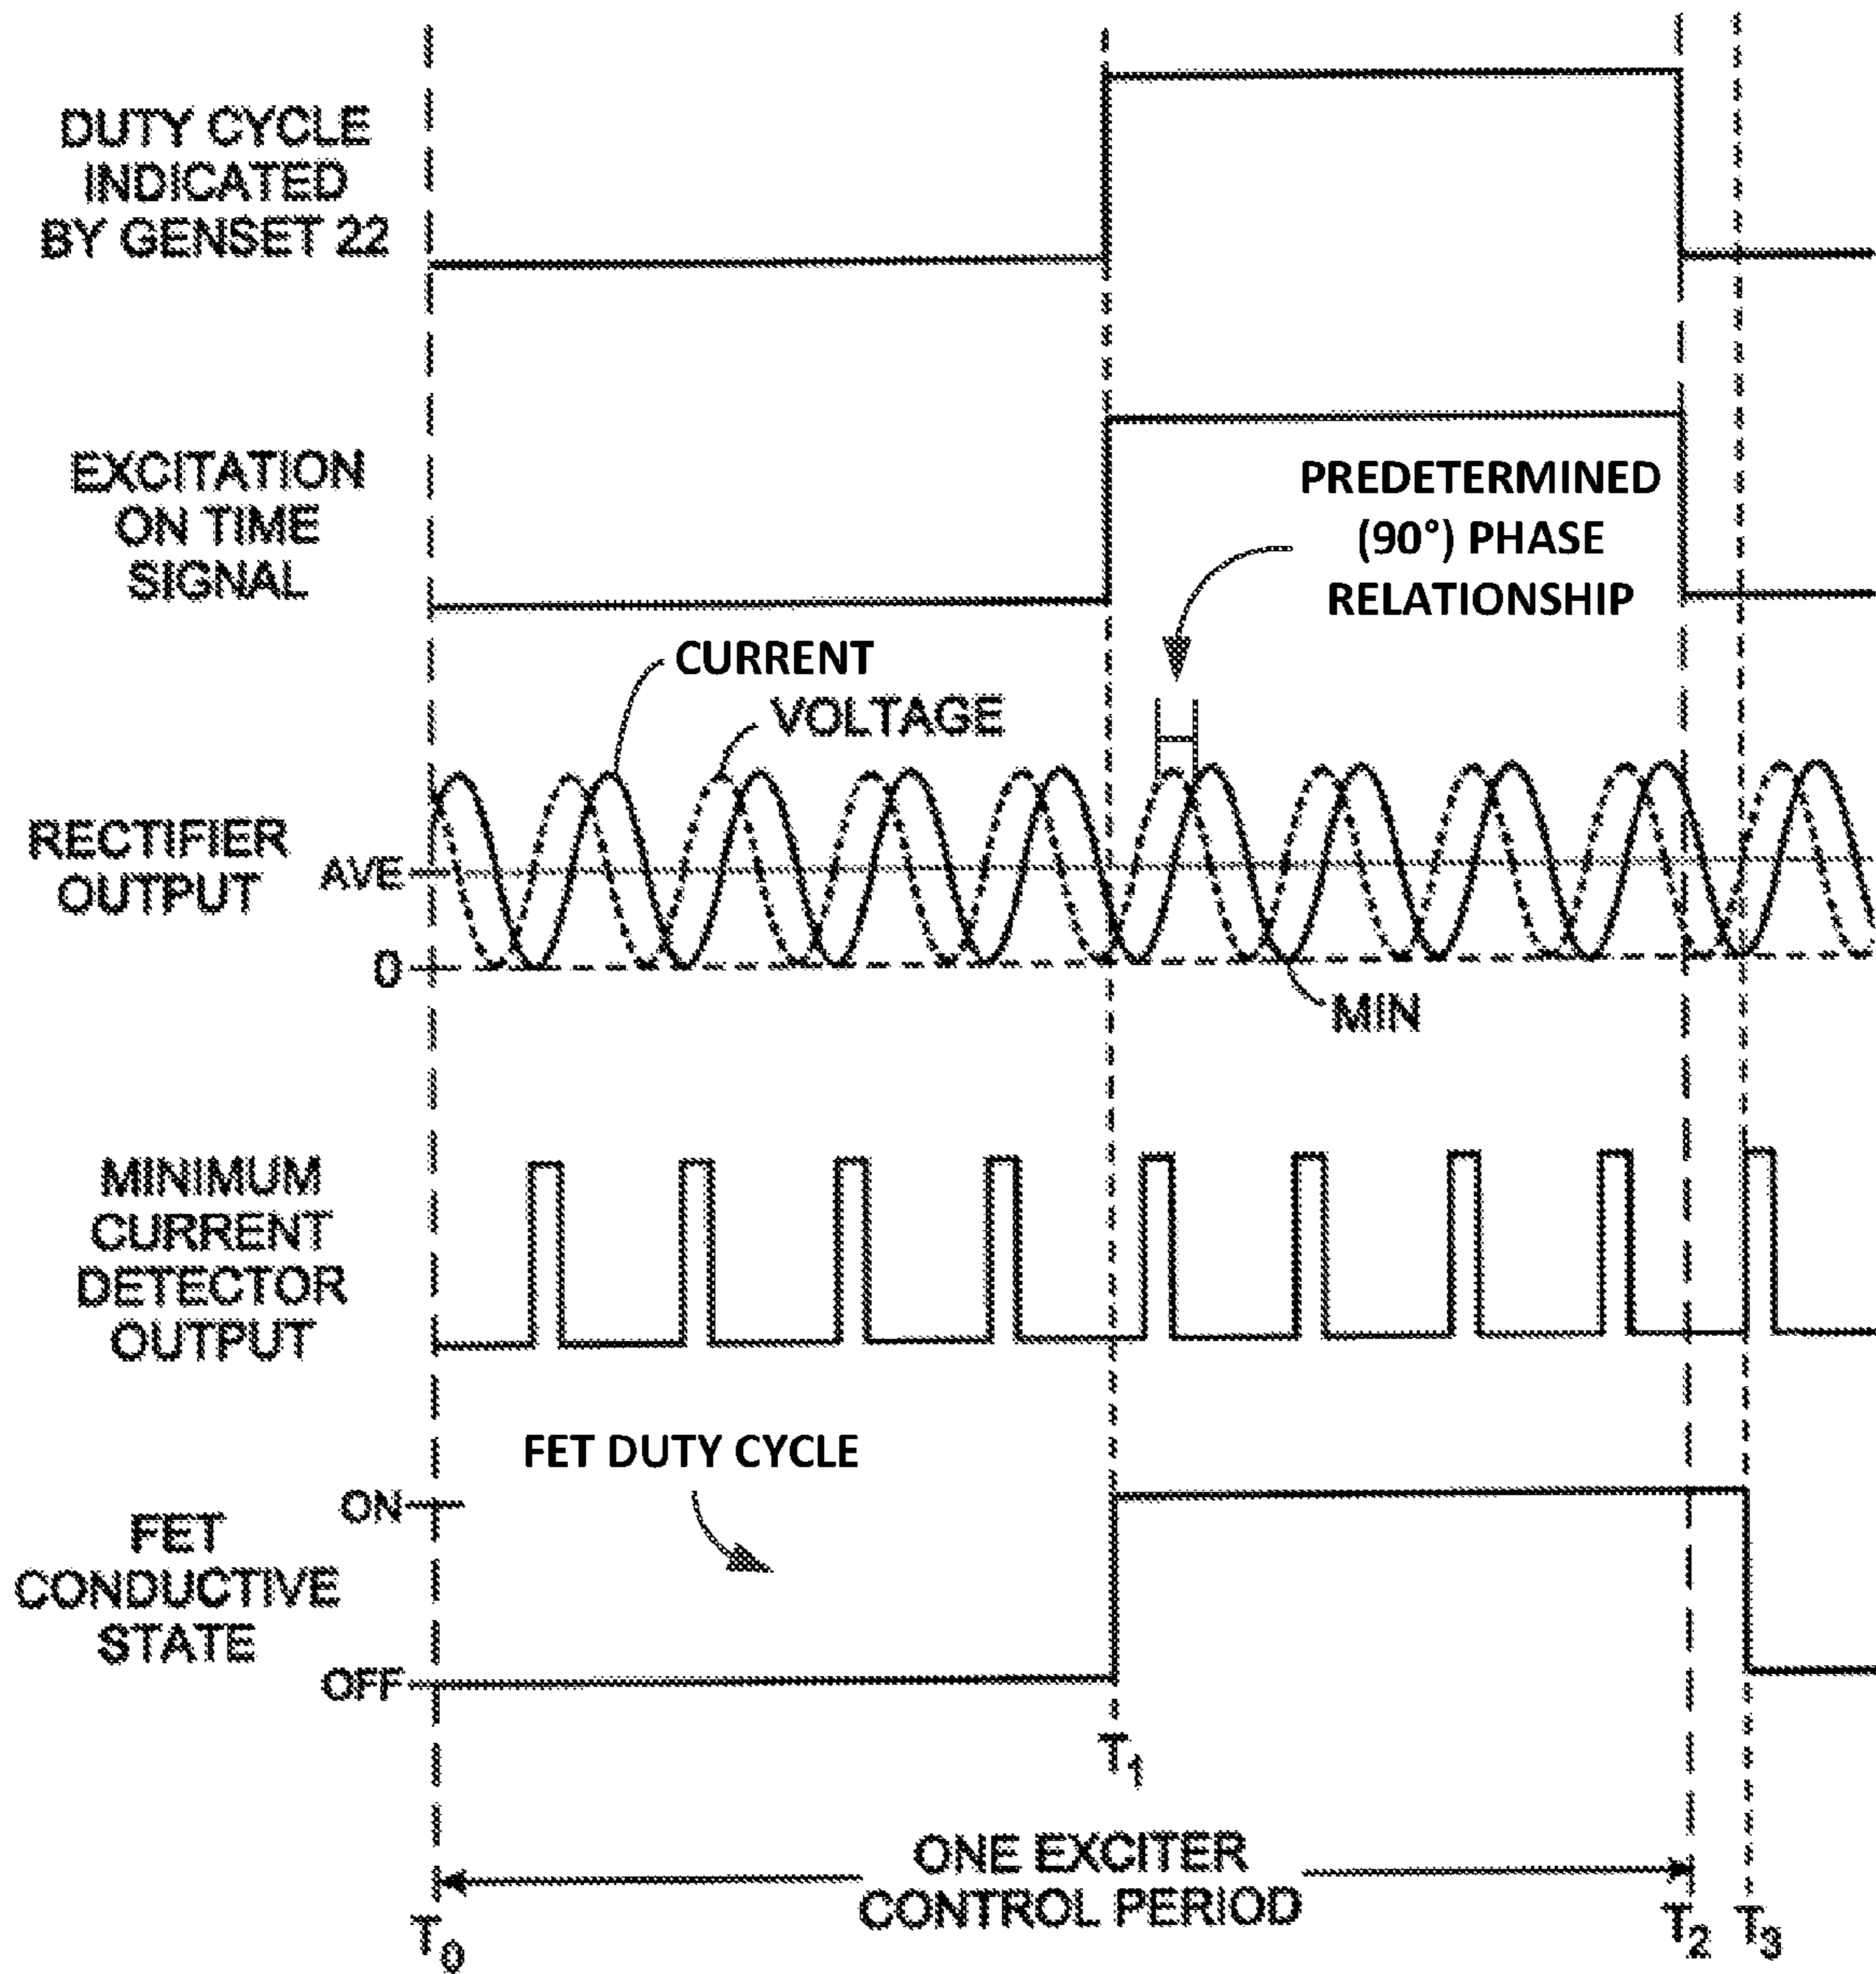 DUTY CYCLE
INDICATED
BY GENSET 22
EXCITATION
ON TIME
SIGNAL
PREDETERMINED
(90°) PHASE
RELATIONSHIP
CURRENT
VOLTAGE
RECTIFIER
OUTPUT
AVE
0
MIN
MINIMUM
CURRENT
DETECTOR
OUTPUT
FET DUTY CYCLE
FET
CONDUCTIVE
STATE
ON
OFF
T1
ONE EXCITER
CONTROL PERIOD
T0
T2
T3